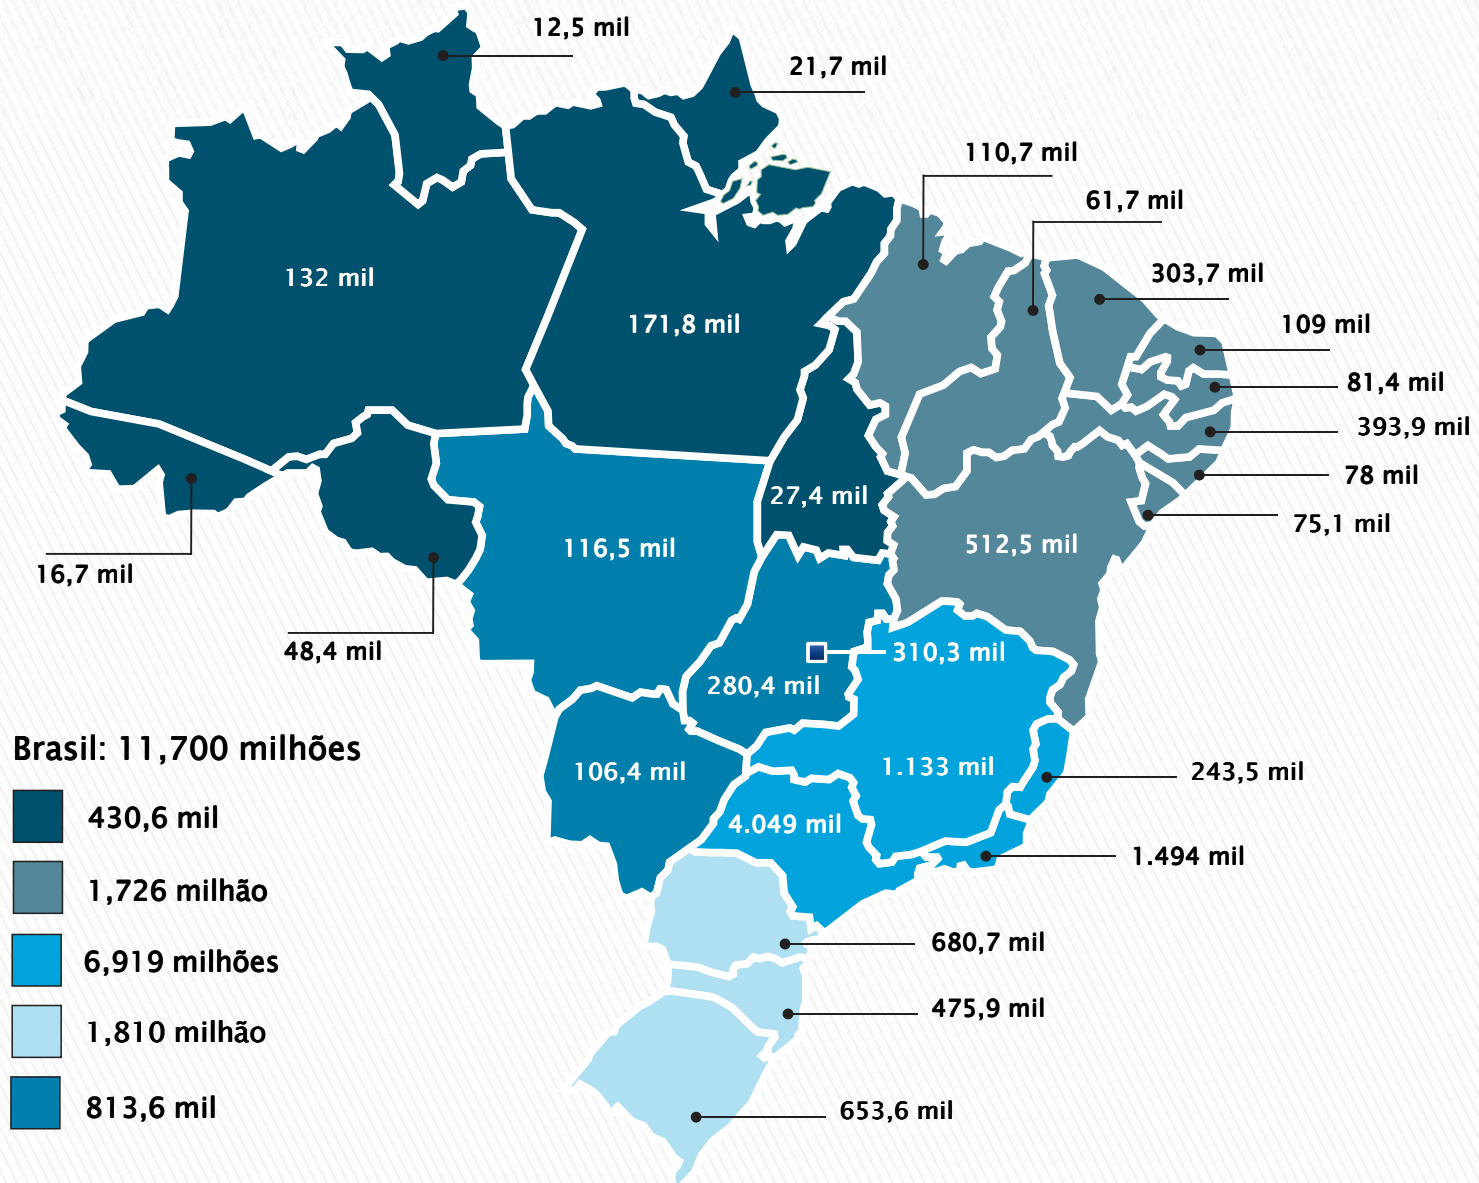 12,5 mil
21,7 mil
110,7 mil
61,7 mil
303,7 mil
132 mil
171,8 mil
109 mil
81,4 mil
393,9 mil
78 mil
27,4 mil
75,1 mil
116,5 mil
512,5 mil
16,7 mil
48,4 mil
310,3 mil
280,4 mil
Brasil: 11,700 milhões
106,4 mil
1.133 mil
243,5 mil
430,6 mil
4.049 mil
1.494 mil
1,726 milhão
680,7 mil
6,919 milhões
475,9 mil
1,810 milhão
813,6 mil
653,6 mil